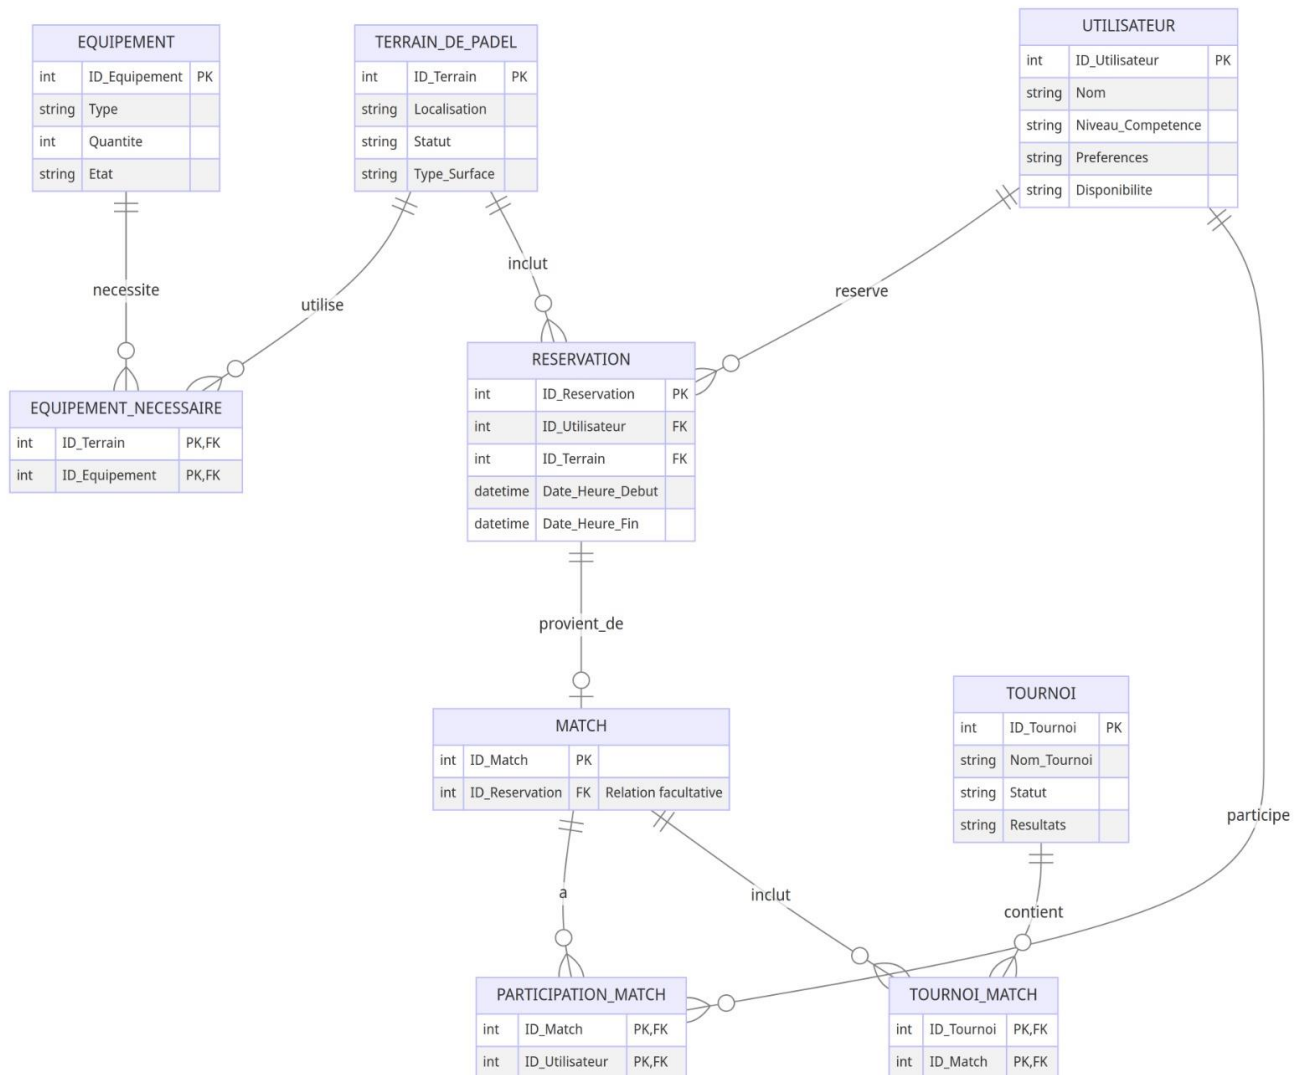 EQUIPEMENT
int ID_Equipement PK
string Type
int Quantite
string Etat
TERRAIN_DE_PADEL
int ID_Terrain PK
string Localisation
string Statut
string Type_Surface
UTILISATEUR
int ID_Utilisateur PK
string Nom
string Niveau_Competence
string Preferences
string Disponibilite
necessite
utilise
inclut
reserve
EQUIPEMENT_NECESSAIRE
int ID_Terrain PK,FK
int ID_Equipement PK,FK
RESERVATION
int ID_Reservation PK
int ID_Utilisateur FK
int ID_Terrain FK
datetime Date_Heure_Debut
datetime Date_Heure_Fin
provient_de
MATCH
int ID_Match PK
int ID_Reservation FK Relation facultative
TOURNOI
int ID_Tournoi PK
string Nom_Tournoi
string Statut
string Resultats
participe
a
inclut
contient
PARTICIPATION_MATCH
int ID_Match PK,FK
int ID_Utilisateur PK,FK
TOURNOI_MATCH
int ID_Tournoi PK,FK
int ID_Match PK,FK